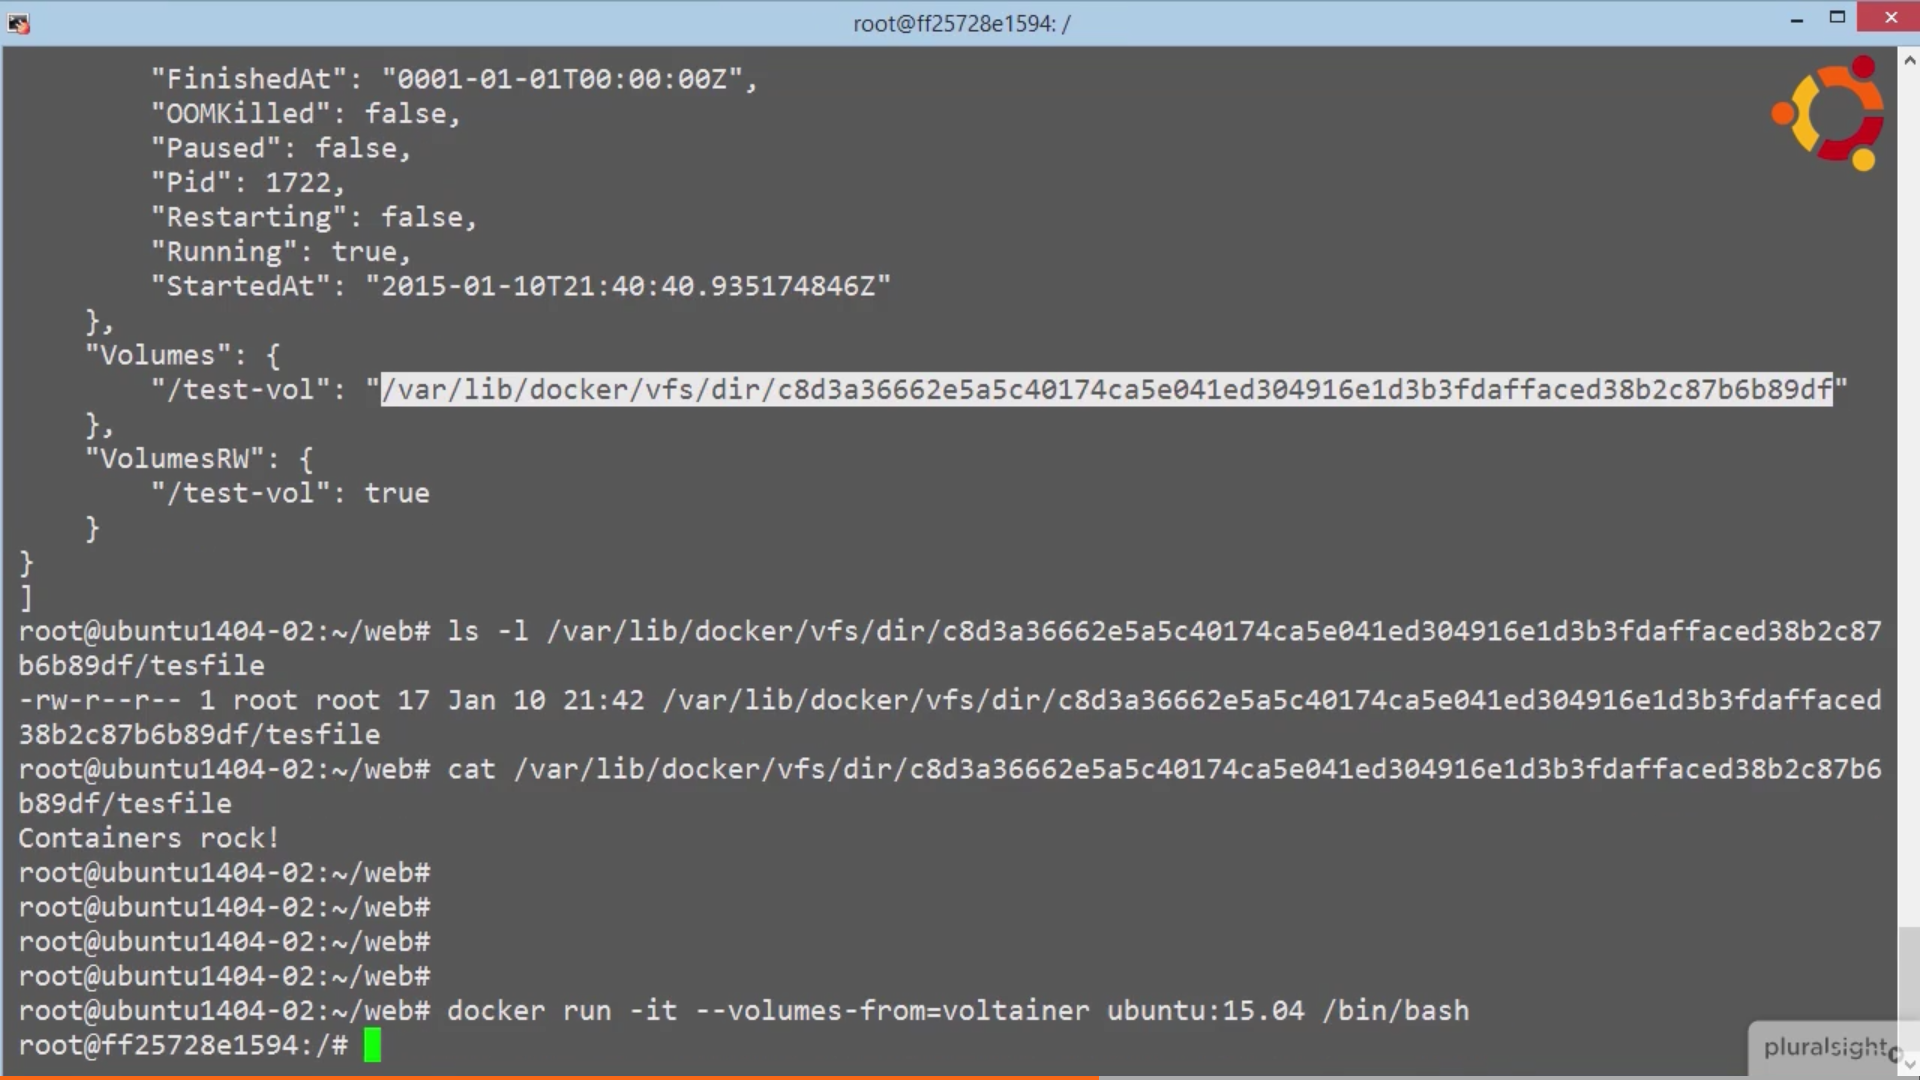 root@ff25728e1594: /
"FinishedAt": "0001-01-01T00:00:00Z",
"OOMKilled": false,
"Paused": false,
"Pid": 1722,
"Restarting": false,
"Running": true,
"StartedAt": "2015-01-10T21:40:40.935174846Z"
},
"Volumes": {
"/test-vol": "/var/lib/docker/vfs/dir/c8d3a36662e5a5c40174ca5e041ed304916e1d3b3fdaffaced38b2c87b6b89df"
},
"VolumesRW": {
"/test-vol": true
}
}
]
root@ubuntu1404-02:~/web# ls -l /var/lib/docker/vfs/dir/c8d3a36662e5a5c40174ca5e041ed304916e1d3b3fdaffaced38b2c87
b6b89df/tesfile
-rw-r--r-- 1 root root 17 Jan 10 21:42 /var/lib/docker/vfs/dir/c8d3a36662e5a5c40174ca5e041ed304916e1d3b3fdaffaced
38b2c87b6b89df/tesfile
root@ubuntu1404-02:~/web# cat /var/lib/docker/vfs/dir/c8d3a36662e5a5c40174ca5e041ed304916e1d3b3fdaffaced38b2c87b6
b89df/tesfile
Containers rock!
root@ubuntu1404-02:~/web#
root@ubuntu1404-02:~/web#
root@ubuntu1404-02:~/web#
root@ubuntu1404-02:~/web#
root@ubuntu1404-02:~/web# docker run -it --volumes-from=voltainer ubuntu:15.04 /bin/bash
root@ff25728e1594:/#
pluralsight